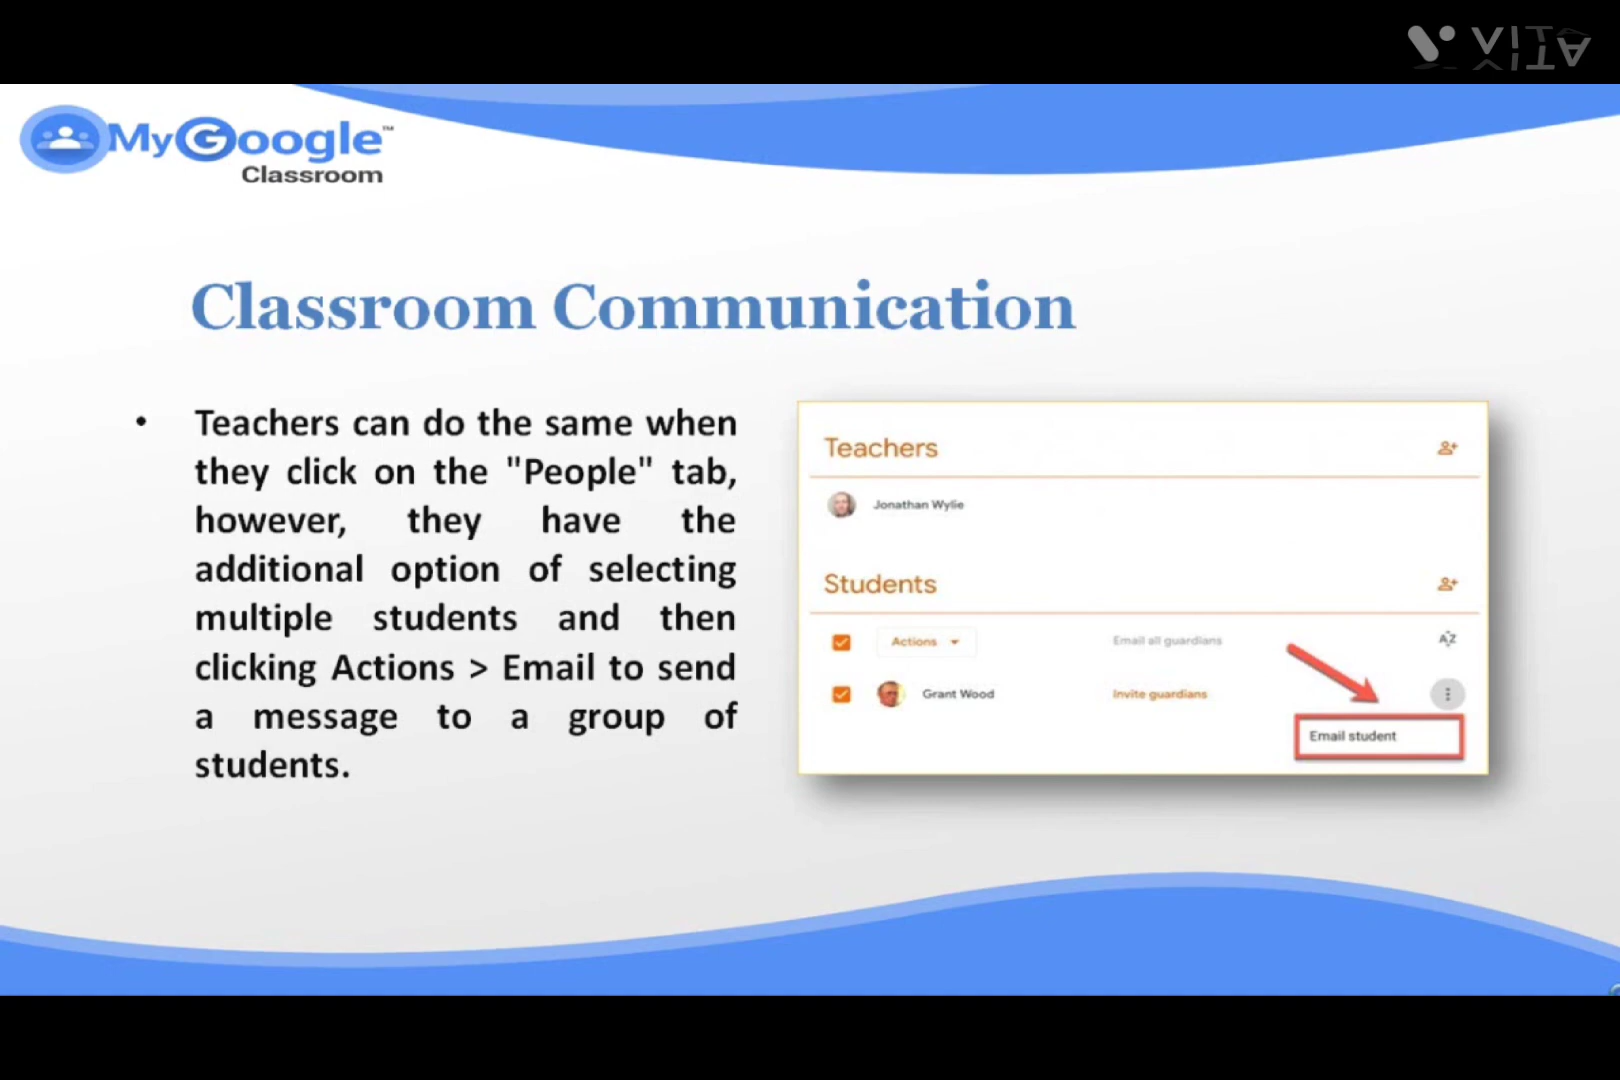 VITA
MyGoogle™
Classroom
Classroom Communication
• Teachers can do the same when
they click on the "People" tab,
however, they have the
additional option of selecting
multiple students and then
clicking Actions > Email to send
a message to a group of
students.
Teachers
Jonathan Wylie
Students
Actions
Email all guardians
AZ
Grant Wood
Invite guardians
Email student